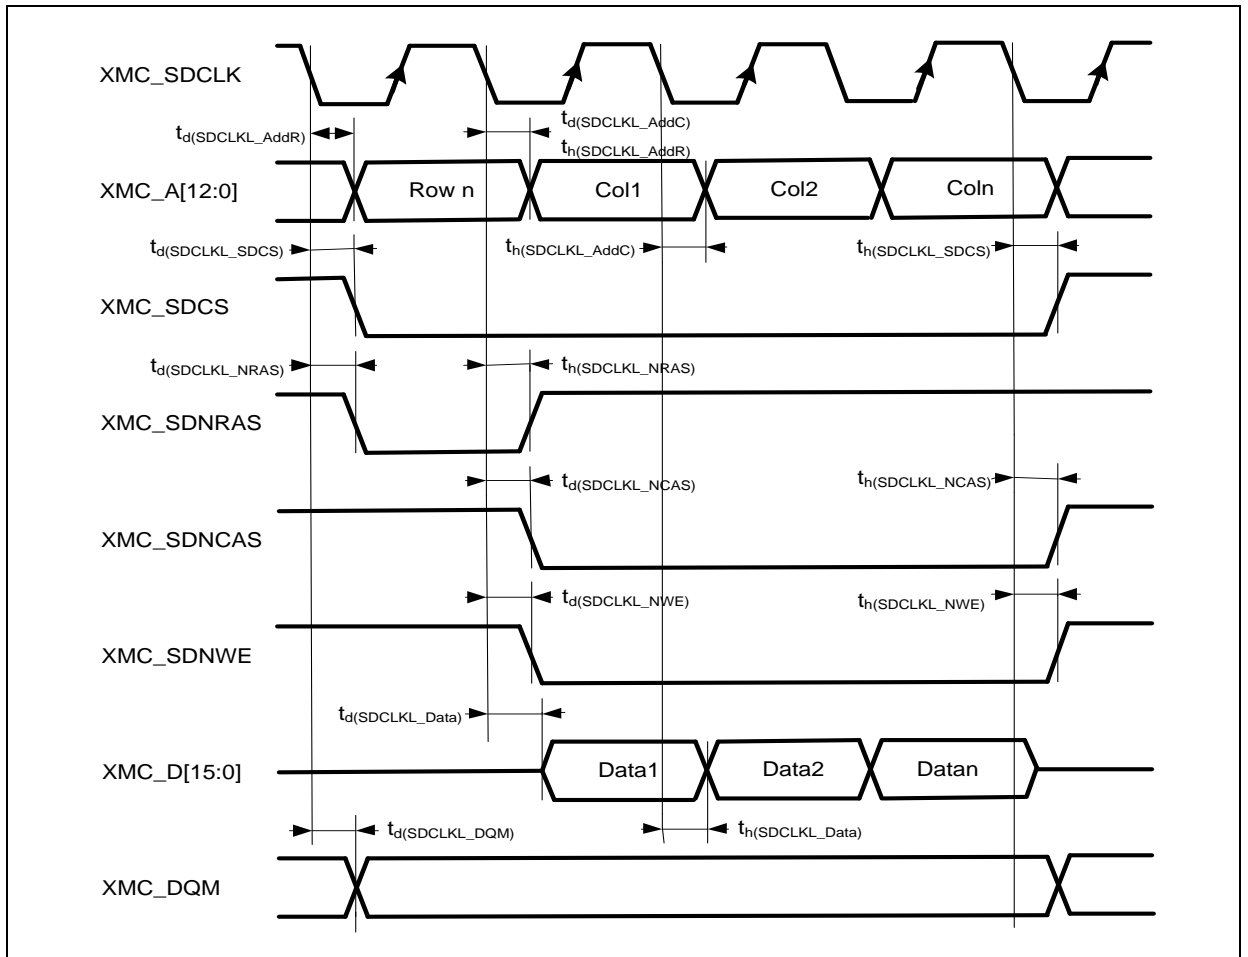 XMC_SDCLK
td(SDCLKL_AddR)
td(SDCLKL_AddC)
th(SDCLKL_AddR)
XMC_A[12:0]
Row n
Col1
Col2
Coln
td(SDCLKL_SDCS)
th(SDCLKL_AddC)
th(SDCLKL_SDCS)
XMC_SDCS
td(SDCLKL_NRAS)
th(SDCLKL_NRAS)
XMC_SDNRAS
td(SDCLKL_NCAS)
th(SDCLKL_NCAS)
XMC_SDNCAS
td(SDCLKL_NWE)
th(SDCLKL_NWE)
XMC_SDNWE
td(SDCLKL_Data)
XMC_D[15:0]
Data1
Data2
Datan
td(SDCLKL_DQM)
th(SDCLKL_Data)
XMC_DQM